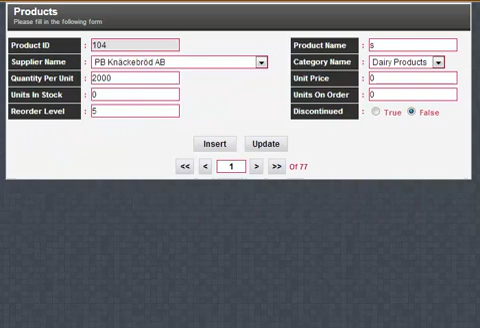 Products
Please fill in the following form
Product ID : 104 Product Name : s
Supplier Name : PB Knäckebröd AB Category Name : Dairy Products
Quantity Per Unit : 2000 Unit Price : 0
Units In Stock : 0 Units On Order : 0
Reorder Level : 5 Discontinued : True False
Insert Update
<< < 1 > >> Of 77